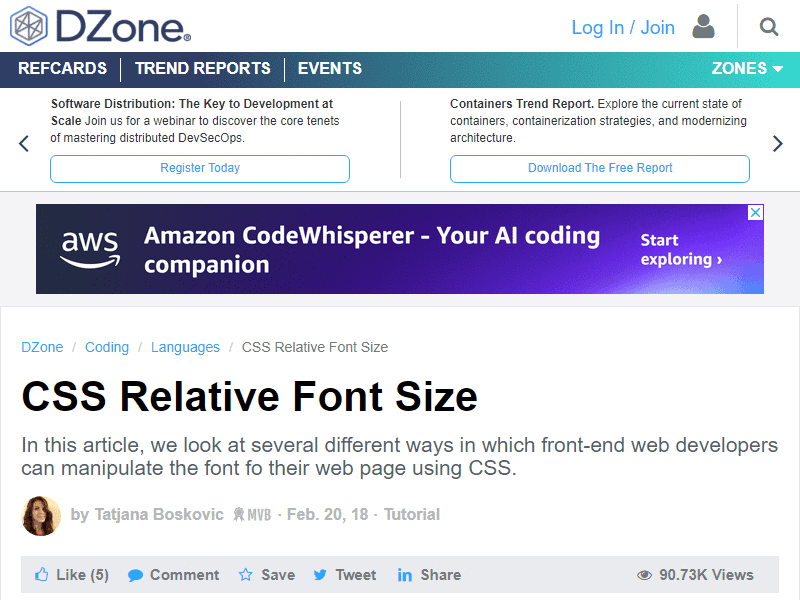 DZone®
Log In / Join
REFCARDS
TREND REPORTS
EVENTS
ZONES
Software Distribution: The Key to Development at
Scale Join us for a webinar to discover the core tenets
of mastering distributed DevSecOps.
Register Today
Containers Trend Report. Explore the current state of
containers, containerization strategies, and modernizing
architecture.
Download The Free Report
aws
Amazon CodeWhisperer - Your AI coding
companion
Start
exploring ›
DZone / Coding / Languages / CSS Relative Font Size
CSS Relative Font Size
In this article, we look at several different ways in which front-end web developers
can manipulate the font fo their web page using CSS.
by Tatjana Boskovic MVB · Feb. 20, 18 · Tutorial
Like (5) Comment Save Tweet Share 90.73K Views